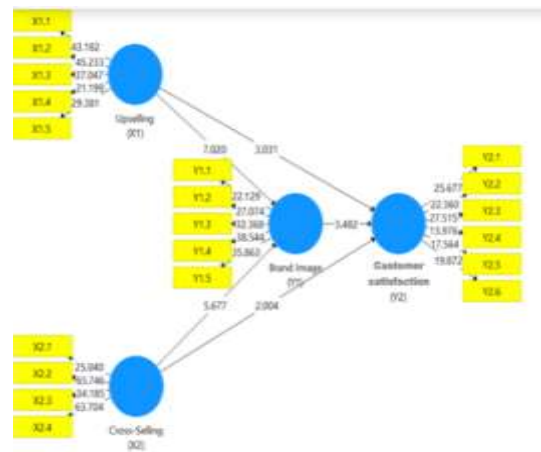 X1.1
X1.2
X1.3
X1.4
X1.5
43.182
45.233
37.047
21.199
29.381
Upselling
(X1)
7.020
3.031
Y1.1
Y1.2
Y1.3
Y1.4
Y1.5
22.129
27.074
32.368
38.544
35.862
Brand Image
(Y1)
3.482
Customer
satisfaction
(Y2)
25.677
22.360
27.515
13.976
17.564
19.872
Y2.1
Y2.2
Y2.3
Y2.4
Y2.5
Y2.6
5.677
2.004
X2.1
X2.2
X2.3
X2.4
25.040
65.746
34.185
63.704
Cross-Selling
(X2)